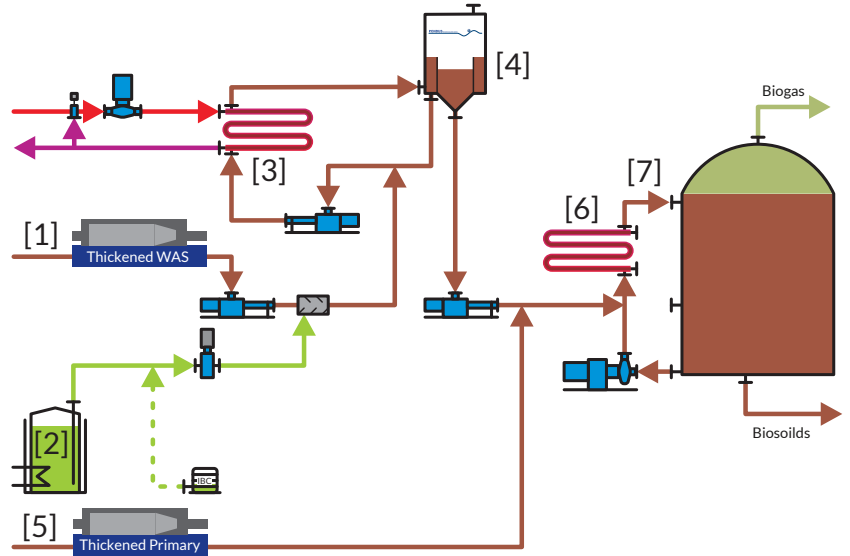 [4]
Biogas
[3]
[7]
[6]
[1]
Thickened WAS
[2]
Biosoilds
IBC
[5]
Thickened Primary